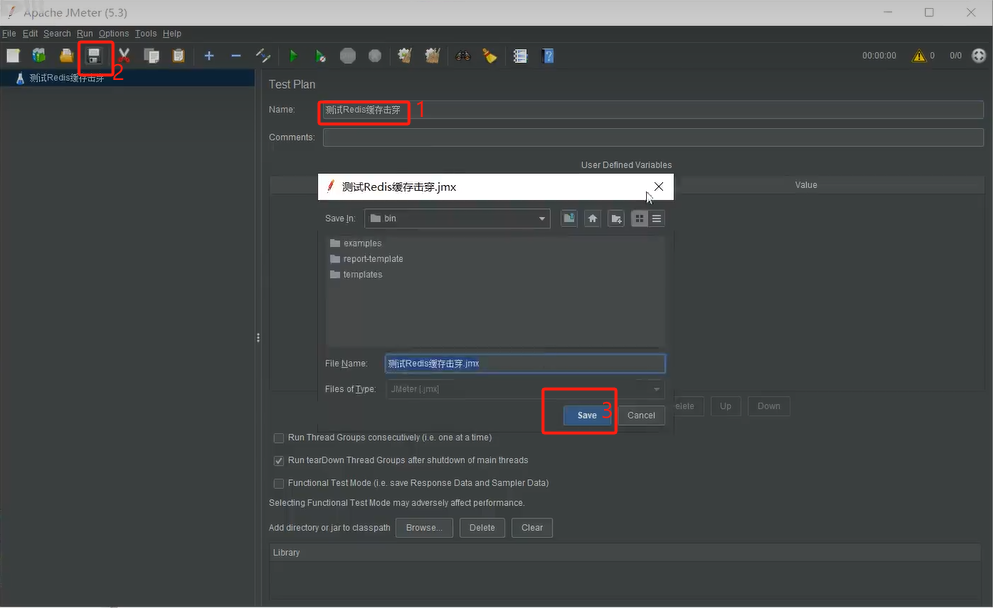 Apache JMeter (5.3)
File Edit Search Run Options Tools Help
00:00:00 0 0/0
2
测试Redis缓存击穿
Test Plan
Name: 测试Redis缓存击穿 1
Comments:
User Defined Variables
Value
测试Redis缓存击穿.jmx
Save In: bin
examples
report-template
templates
File Name: 测试Redis缓存击穿.jmx
Files of Type: JMeter [.jmx]
Save 3 Cancel
elete Up Down
Run Thread Groups consecutively (i.e. one at a time)
Run tearDown Thread Groups after shutdown of main threads
Functional Test Mode (i.e. save Response Data and Sampler Data)
Selecting Functional Test Mode may adversely affect performance.
Add directory or jar to classpath Browse... Delete Clear
Library